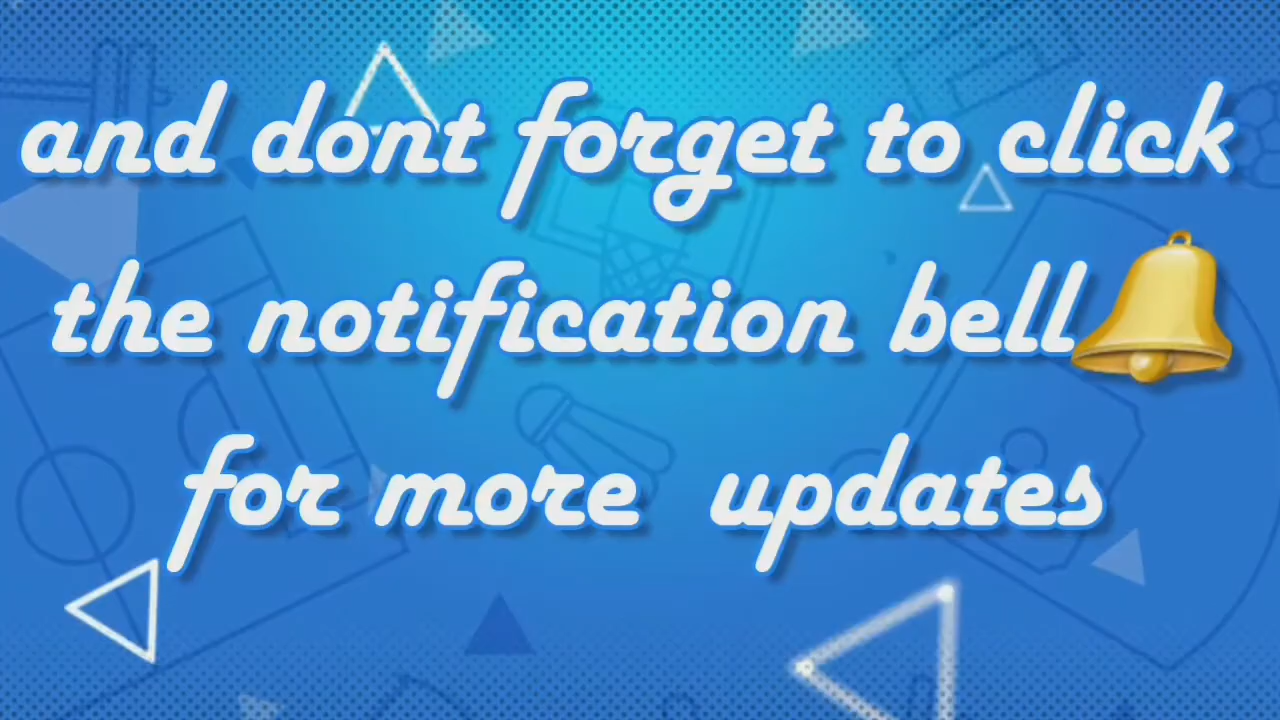 and dont forget to click
the notification bell🔔
for more updates